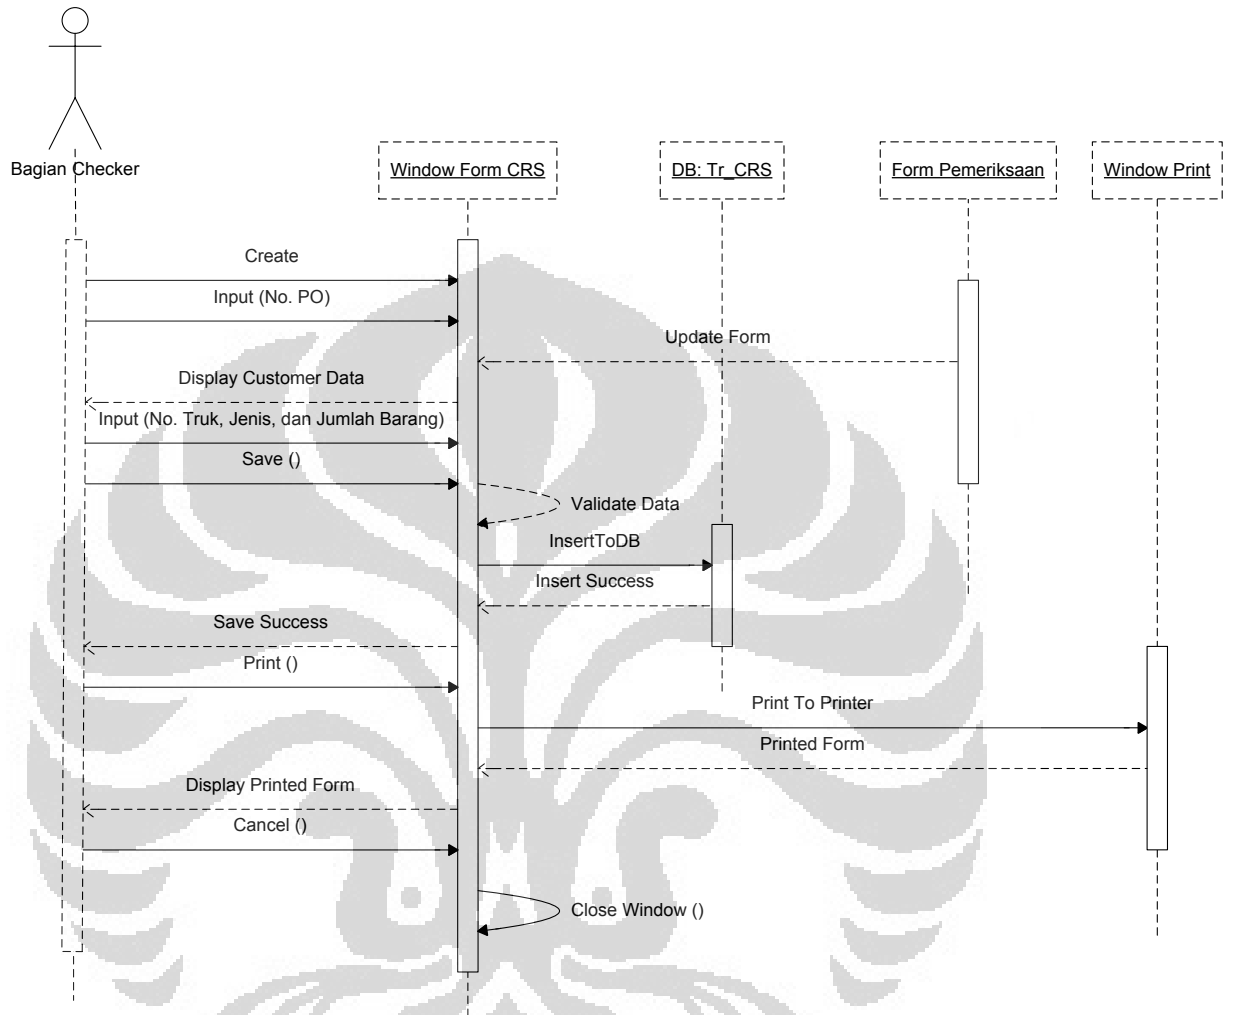 Bagian Checker
Window Form CRS
DB: Tr_CRS
Form Pemeriksaan
Window Print
Create
Input (No. PO)
Update Form
Display Customer Data
Input (No. Truk, Jenis, dan Jumlah Barang)
Save ()
Validate Data
InsertToDB
Insert Success
Save Success
Print ()
Print To Printer
Printed Form
Display Printed Form
Cancel ()
Close Window ()